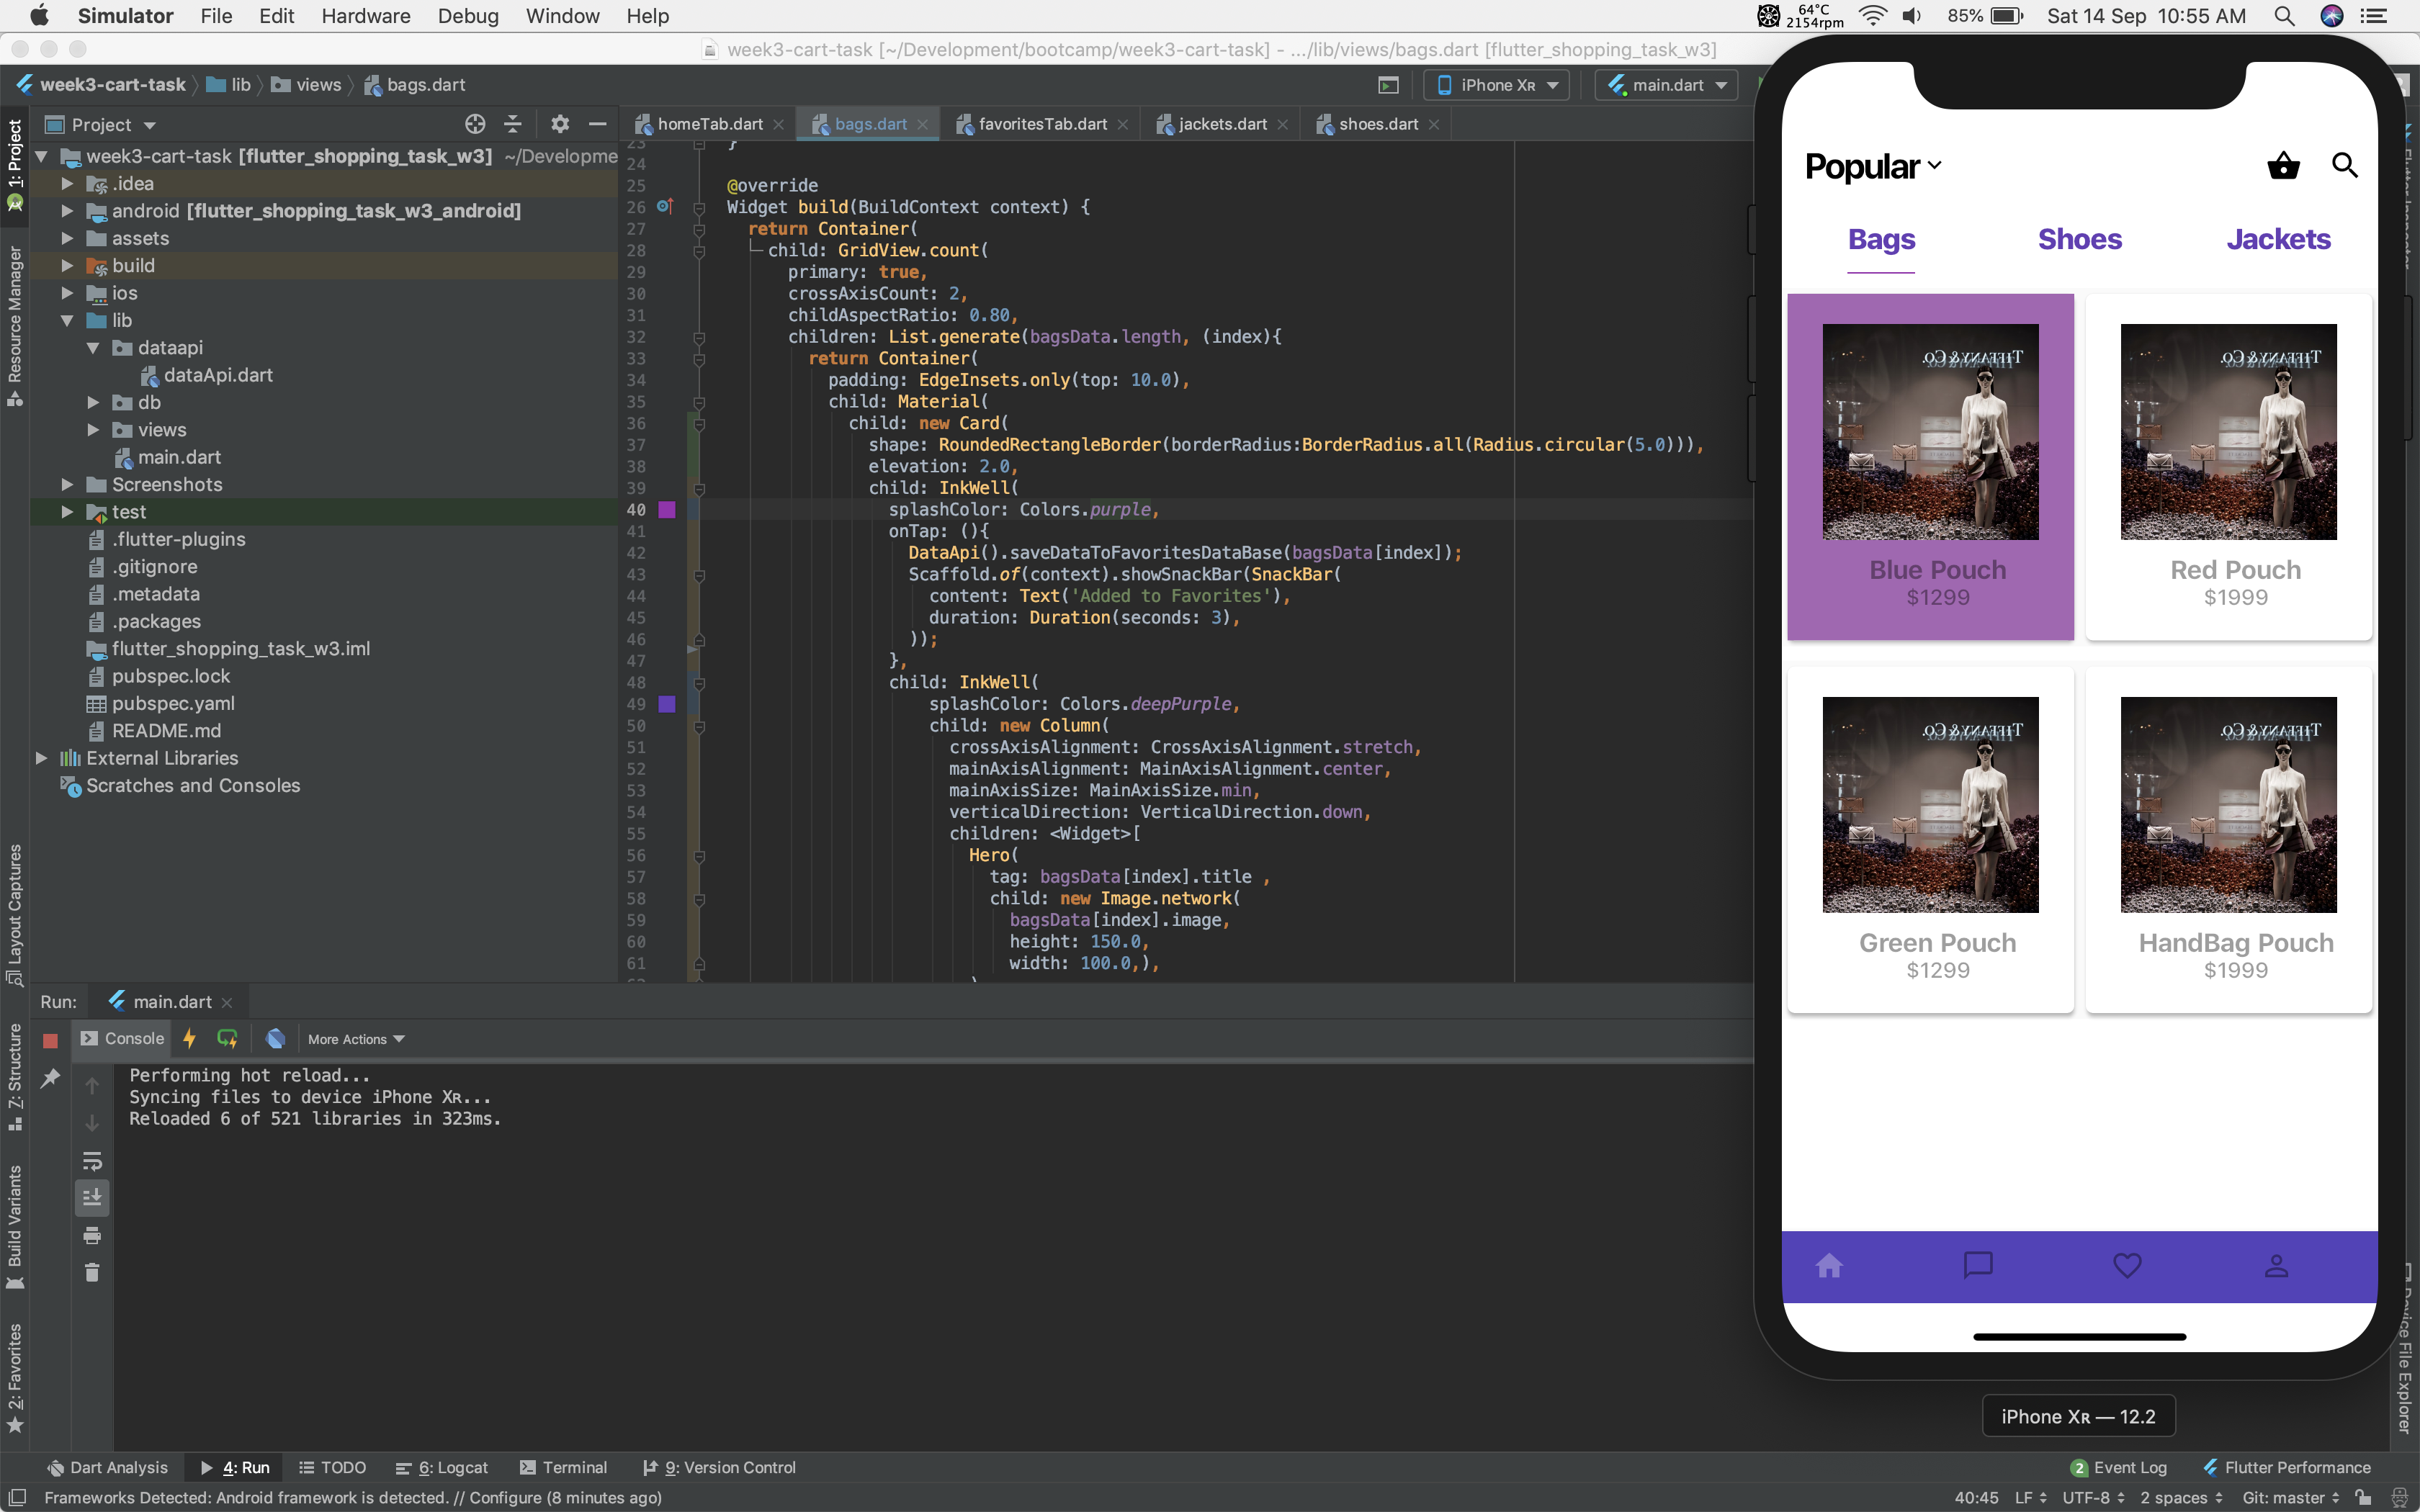 Simulator File Edit Hardware Debug Window Help
64°C
2154rpm
85% Sat 14 Sep 10:55 AM
week3-cart-task [~/Development/bootcamp/week3-cart-task] - .../lib/views/bags.dart [flutter_shopping_task_w3]
week3-cart-task lib views bags.dart
iPhone XR main.dart
Project
homeTab.dart bags.dart favoritesTab.dart jackets.dart shoes.dart
1: Project
Resource Manager
Layout Captures
7: Structure
Build Variants
2: Favorites
week3-cart-task [flutter_shopping_task_w3] ~/Developme
.idea
android [flutter_shopping_task_w3_android]
assets
build
ios
lib
dataapi
dataApi.dart
db
views
main.dart
Screenshots
test
.flutter-plugins
.gitignore
.metadata
.packages
flutter_shopping_task_w3.iml
pubspec.lock
pubspec.yaml
README.md
External Libraries
Scratches and Consoles
23 }
24
25 @override
26 Widget build(BuildContext context) {
27 return Container(
28 child: GridView.count(
29 primary: true,
30 crossAxisCount: 2,
31 childAspectRatio: 0.80,
32 children: List.generate(bagsData.length, (index){
33 return Container(
34 padding: EdgeInsets.only(top: 10.0),
35 child: Material(
36 child: new Card(
37 shape: RoundedRectangleBorder(borderRadius:BorderRadius.all(Radius.circular(5.0))),
38 elevation: 2.0,
39 child: InkWell(
40 splashColor: Colors.purple,
41 onTap: (){
42 DataApi().saveDataToFavoritesDataBase(bagsData[index]);
43 Scaffold.of(context).showSnackBar(SnackBar(
44 content: Text('Added to Favorites'),
45 duration: Duration(seconds: 3),
46 ));
47 },
48 child: InkWell(
49 splashColor: Colors.deepPurple,
50 child: new Column(
51 crossAxisAlignment: CrossAxisAlignment.stretch,
52 mainAxisAlignment: MainAxisAlignment.center,
53 mainAxisSize: MainAxisSize.min,
54 verticalDirection: VerticalDirection.down,
55 children: <Widget>[
56 Hero(
57 tag: bagsData[index].title ,
58 child: new Image.network(
59 bagsData[index].image,
60 height: 150.0,
61 width: 100.0,),
Run: main.dart
Console More Actions
Performing hot reload...
Syncing files to device iPhone XR...
Reloaded 6 of 521 libraries in 323ms.
Popular
Bags Shoes Jackets
TIFFANY & CO.
TIFFANY & CO.
Blue Pouch
$1299
Red Pouch
$1999
TIFFANY & CO.
TIFFANY & CO.
Green Pouch
$1299
HandBag Pouch
$1999
iPhone XR — 12.2
Device File Explorer
Dart Analysis 4: Run TODO 6: Logcat Terminal 9: Version Control
2 Event Log Flutter Performance
Frameworks Detected: Android framework is detected. // Configure (8 minutes ago)
40:45 LF UTF-8 2 spaces Git: master